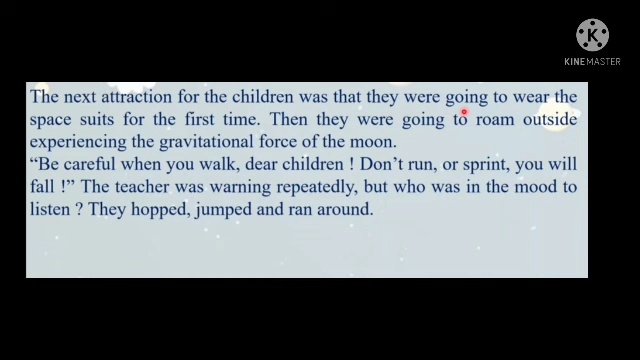 K
KINEMASTER
The next attraction for the children was that they were going to wear the
space suits for the first time. Then they were going to roam outside
experiencing the gravitational force of the moon.
“Be careful when you walk, dear children ! Don’t run, or sprint, you will
fall !” The teacher was warning repeatedly, but who was in the mood to
listen ? They hopped, jumped and ran around.